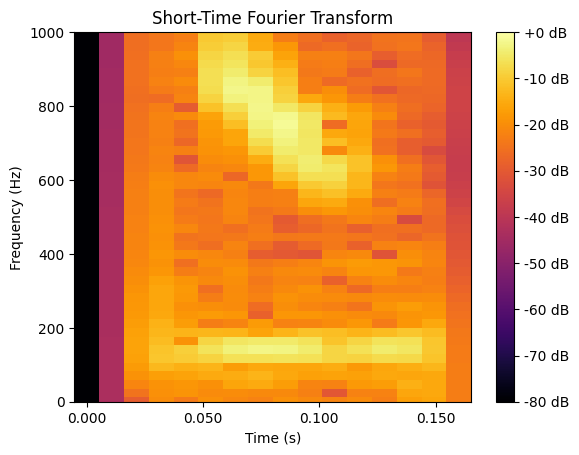 Short-Time Fourier Transform
1000
800
600
400
200
0
Frequency (Hz)
0.000
0.050
0.100
0.150
Time (s)
+0 dB
-10 dB
-20 dB
-30 dB
-40 dB
-50 dB
-60 dB
-70 dB
-80 dB